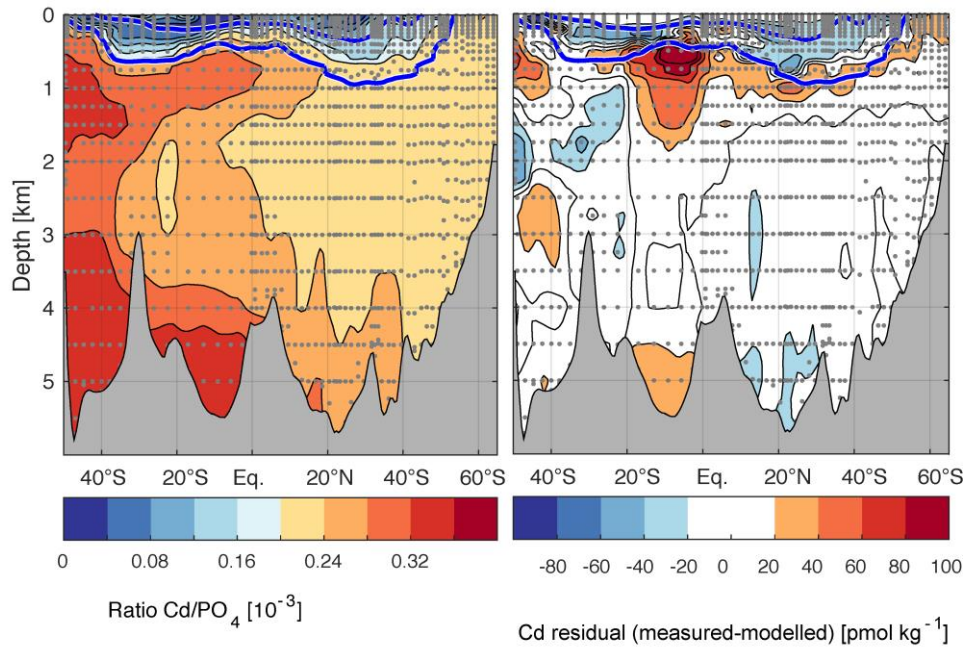 0
1
2
3
4
5
Depth [km]
40°S 20°S Eq. 20°N 40°S 60°S
40°S 20°S Eq. 20°N 40°S 60°S
0 0.08 0.16 0.24 0.32
-80 -60 -40 -20 0 20 40 60 80 100
Ratio Cd/PO4 [10-3]
Cd residual (measured-modelled) [pmol kg-1]